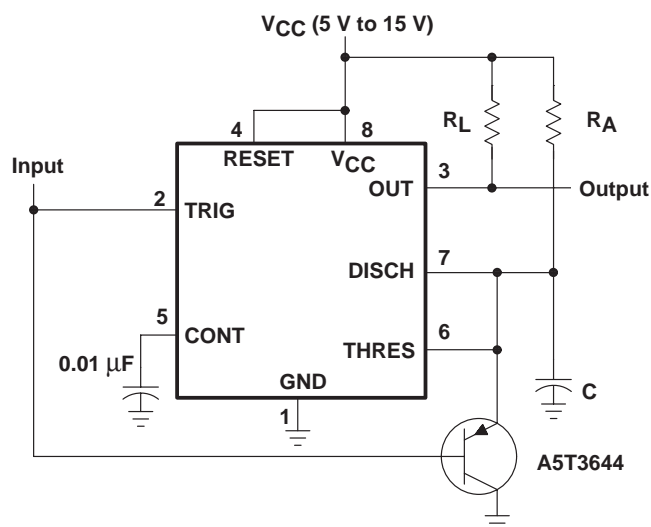 VCC (5 V to 15 V)
4
8
RL
RA
RESET
VCC
Input
3
OUT
Output
2
TRIG
7
DISCH
5
CONT
6
THRES
0.01 μF
GND
1
C
A5T3644